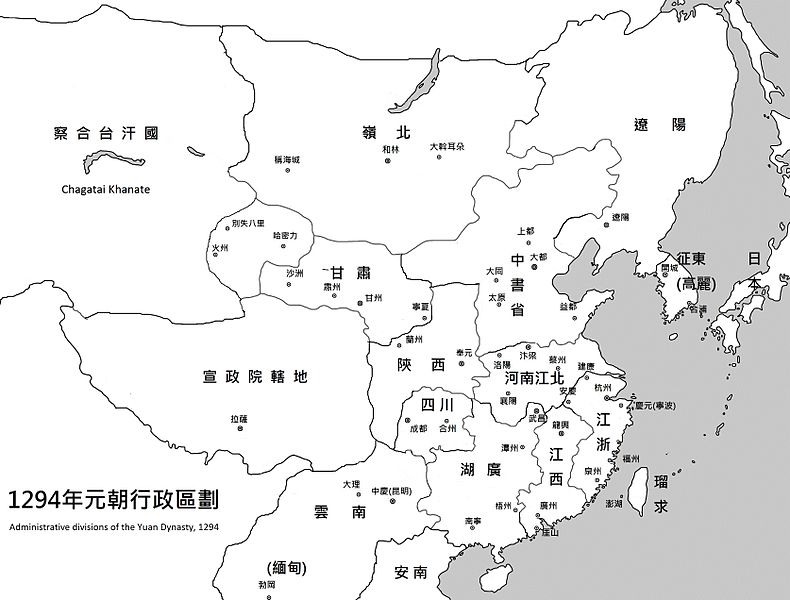 察合台汗國
Chagatai Khanate
嶺北
和林
大斡耳朵
稱海城
遼陽
遼陽
別失八里
哈密力
火州
沙洲
甘肅
肅州
甘州
寧夏
上都
大都
中書省
大同
太原
益都
征東
(高麗)
開城
合浦
日本
宣政院轄地
拉薩
蘭州
奉元
陝西
洛陽
汴梁
蔡州
建康
河南江北
安慶
襄陽
杭州
慶元(寧波)
四川
成都
合州
武昌
龍興
江浙
江西
湖廣
潭州
福州
泉州
瑠求
澎湖
廣州
梧州
崖山
南寧
大理
中慶(昆明)
雲南
(緬甸)
勃岡
安南
1294年元朝行政區劃
Administrative divisions of the Yuan Dynasty, 1294